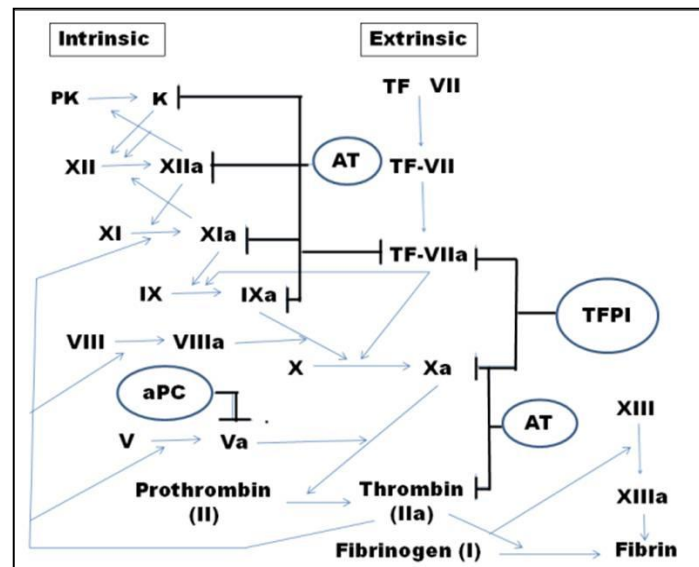 Intrinsic Extrinsic
PK K TF VII
XII XIIa AT TF-VII
XI XIa TF-VIIa
IX IXa TFPI
VIII VIIIa
X Xa
aPC AT XIII
V Va
Prothrombin Thrombin XIIIa
(II) (IIa)
Fibrinogen (I) Fibrin